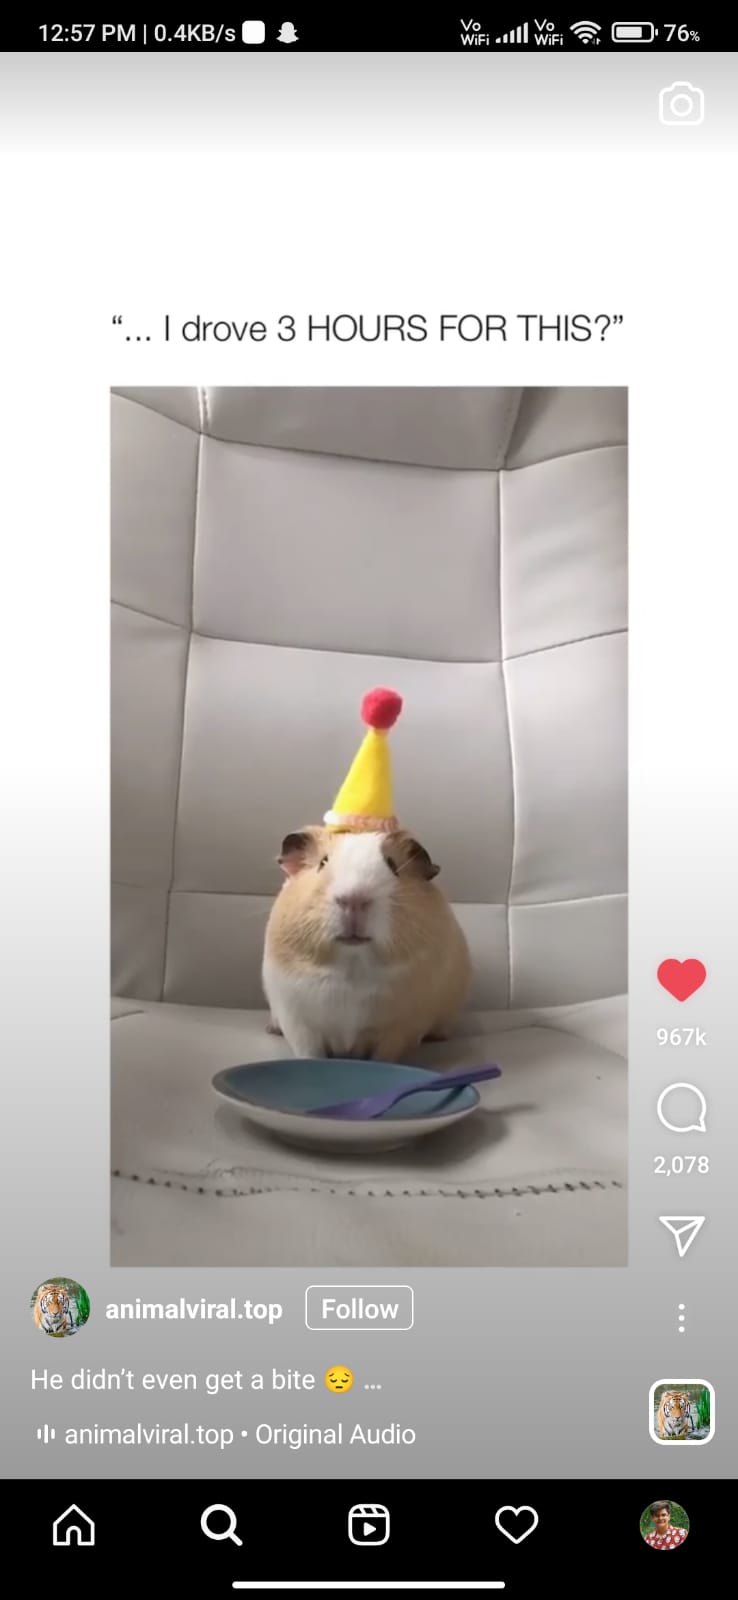 12:57 PM | 0.4KB/s
Vo WiFi Vo WiFi 76%
“... I drove 3 HOURS FOR THIS?”
967k
2,078
animalviral.top Follow
He didn’t even get a bite 😔 ...
animalviral.top • Original Audio